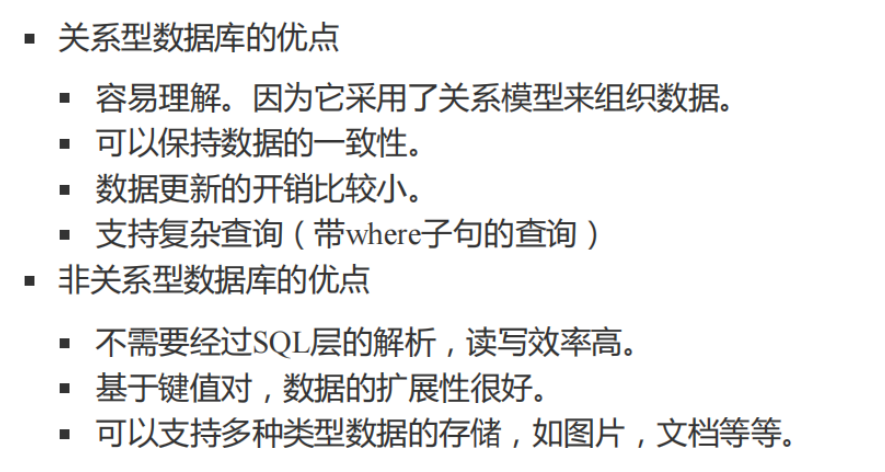 ▪ 关系型数据库的优点
▪ 容易理解。因为它采用了关系模型来组织数据。
▪ 可以保持数据的一致性。
▪ 数据更新的开销比较小。
▪ 支持复杂查询（带where子句的查询）
▪ 非关系型数据库的优点
▪ 不需要经过SQL层的解析，读写效率高。
▪ 基于键值对，数据的扩展性很好。
▪ 可以支持多种类型数据的存储，如图片，文档等等。